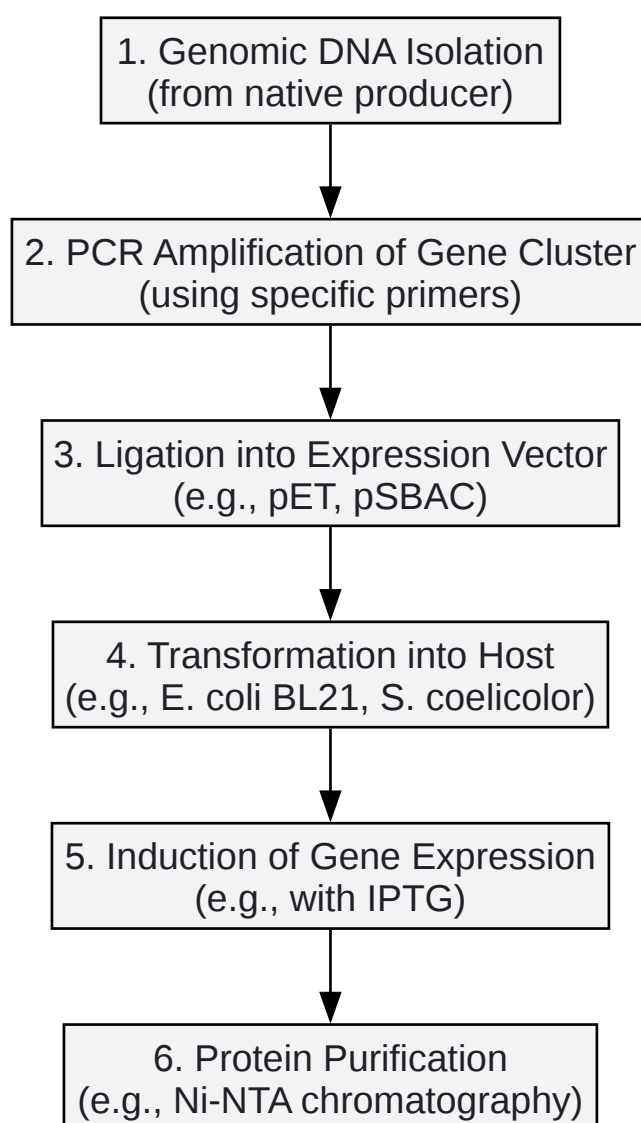 1. Genomic DNA Isolation
(from native producer)
2. PCR Amplification of Gene Cluster
(using specific primers)
3. Ligation into Expression Vector
(e.g., pET, pSBAC)
4. Transformation into Host
(e.g., E. coli BL21, S. coelicolor)
5. Induction of Gene Expression
(e.g., with IPTG)
6. Protein Purification
(e.g., Ni-NTA chromatography)